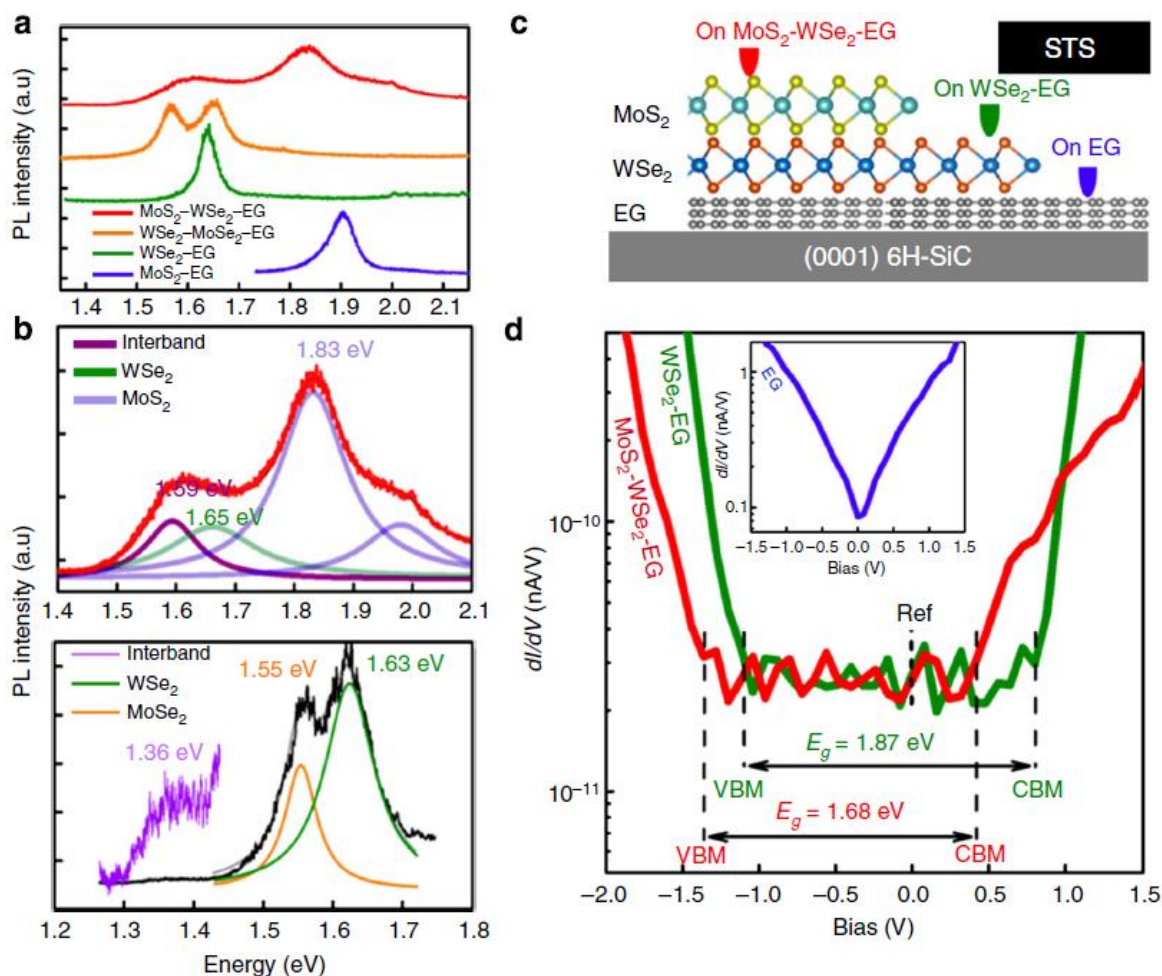 a
PL intensity (a.u)
MoS₂–WSe₂–EG
WSe₂–MoSe₂–EG
WSe₂–EG
MoS₂–EG
1.4 1.5 1.6 1.7 1.8 1.9 2.0 2.1
b
PL intensity (a.u)
Interband
WSe₂
MoS₂
1.83 eV
1.59 eV
1.65 eV
1.4 1.5 1.6 1.7 1.8 1.9 2.0 2.1
Interband
WSe₂
MoSe₂
1.55 eV
1.63 eV
1.36 eV
1.2 1.3 1.4 1.5 1.6 1.7 1.8
Energy (eV)
c
On MoS₂-WSe₂-EG
STS
On WSe₂-EG
On EG
MoS₂
WSe₂
EG
(0001) 6H-SiC
d
dI/dV (nA/V)
10⁻¹⁰
10⁻¹¹
MoS₂-WSe₂-EG
WSe₂-EG
EG
dI/dV (nA/V)
1
0.1
−1.5 −1.0 −0.5 0.0 0.5 1.0 1.5
Bias (V)
Ref
E_g = 1.87 eV
VBM
CBM
E_g = 1.68 eV
VBM
CBM
−2.0 −1.5 −1.0 −0.5 0.0 0.5 1.0 1.5
Bias (V)